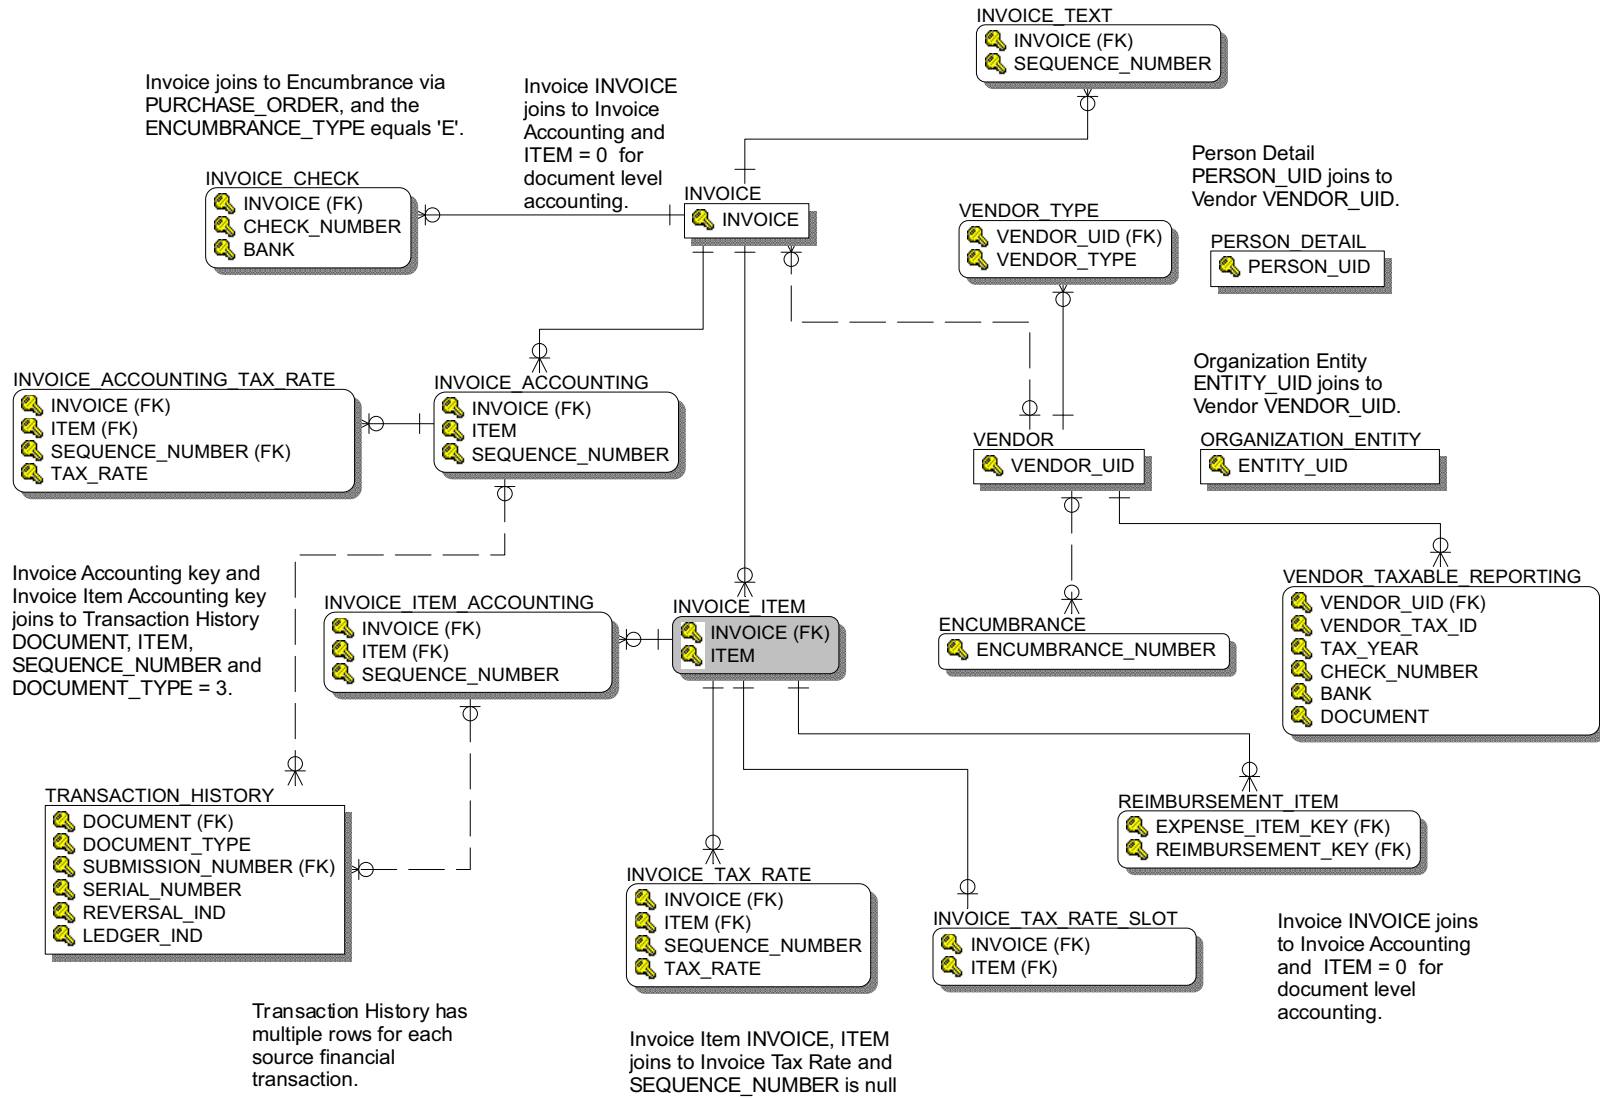 INVOICE_TEXT
INVOICE (FK)
SEQUENCE_NUMBER
Invoice joins to Encumbrance via
PURCHASE_ORDER, and the
ENCUMBRANCE_TYPE equals 'E'.
Invoice INVOICE
joins to Invoice
Accounting and
ITEM = 0 for
document level
accounting.
Person Detail
PERSON_UID joins to
Vendor VENDOR_UID.
INVOICE_CHECK
INVOICE (FK)
CHECK_NUMBER
BANK
INVOICE
INVOICE
VENDOR_TYPE
VENDOR_UID (FK)
VENDOR_TYPE
PERSON_DETAIL
PERSON_UID
INVOICE_ACCOUNTING_TAX_RATE
INVOICE (FK)
ITEM (FK)
SEQUENCE_NUMBER (FK)
TAX_RATE
INVOICE_ACCOUNTING
INVOICE (FK)
ITEM
SEQUENCE_NUMBER
Organization Entity
ENTITY_UID joins to
Vendor VENDOR_UID.
VENDOR
VENDOR_UID
ORGANIZATION_ENTITY
ENTITY_UID
Invoice Accounting key and
Invoice Item Accounting key
joins to Transaction History
DOCUMENT, ITEM,
SEQUENCE_NUMBER and
DOCUMENT_TYPE = 3.
INVOICE_ITEM_ACCOUNTING
INVOICE (FK)
ITEM (FK)
SEQUENCE_NUMBER
INVOICE_ITEM
INVOICE (FK)
ITEM
ENCUMBRANCE
ENCUMBRANCE_NUMBER
VENDOR_TAXABLE_REPORTING
VENDOR_UID (FK)
VENDOR_TAX_ID
TAX_YEAR
CHECK_NUMBER
BANK
DOCUMENT
TRANSACTION_HISTORY
DOCUMENT (FK)
DOCUMENT_TYPE
SUBMISSION_NUMBER (FK)
SERIAL_NUMBER
REVERSAL_IND
LEDGER_IND
REIMBURSEMENT_ITEM
EXPENSE_ITEM_KEY (FK)
REIMBURSEMENT_KEY (FK)
INVOICE_TAX_RATE
INVOICE (FK)
ITEM (FK)
SEQUENCE_NUMBER
TAX_RATE
INVOICE_TAX_RATE_SLOT
INVOICE (FK)
ITEM (FK)
Invoice INVOICE joins
to Invoice Accounting
and ITEM = 0 for
document level
accounting.
Transaction History has
multiple rows for each
source financial
transaction.
Invoice Item INVOICE, ITEM
joins to Invoice Tax Rate and
SEQUENCE_NUMBER is null